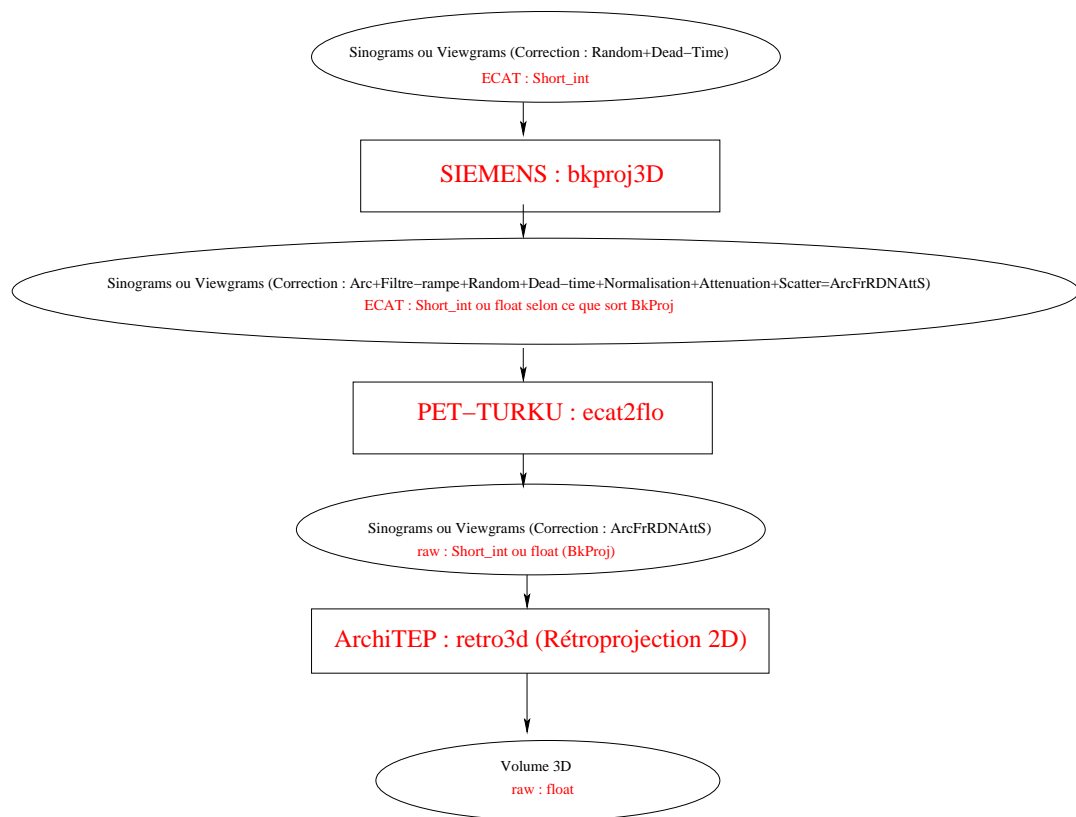 Sinograms ou Viewgrams (Correction : Random+Dead−Time)
ECAT : Short_int
SIEMENS : bkproj3D
Sinograms ou Viewgrams (Correction : Arc+Filtre−rampe+Random+Dead−time+Normalisation+Attenuation+Scatter=ArcFrRDNAttS)
ECAT : Short_int ou float selon ce que sort BkProj
PET−TURKU : ecat2flo
Sinograms ou Viewgrams (Correction : ArcFrRDNAttS)
raw : Short_int ou float (BkProj)
ArchiTEP : retro3d (Rétroprojection 2D)
Volume 3D
raw : float